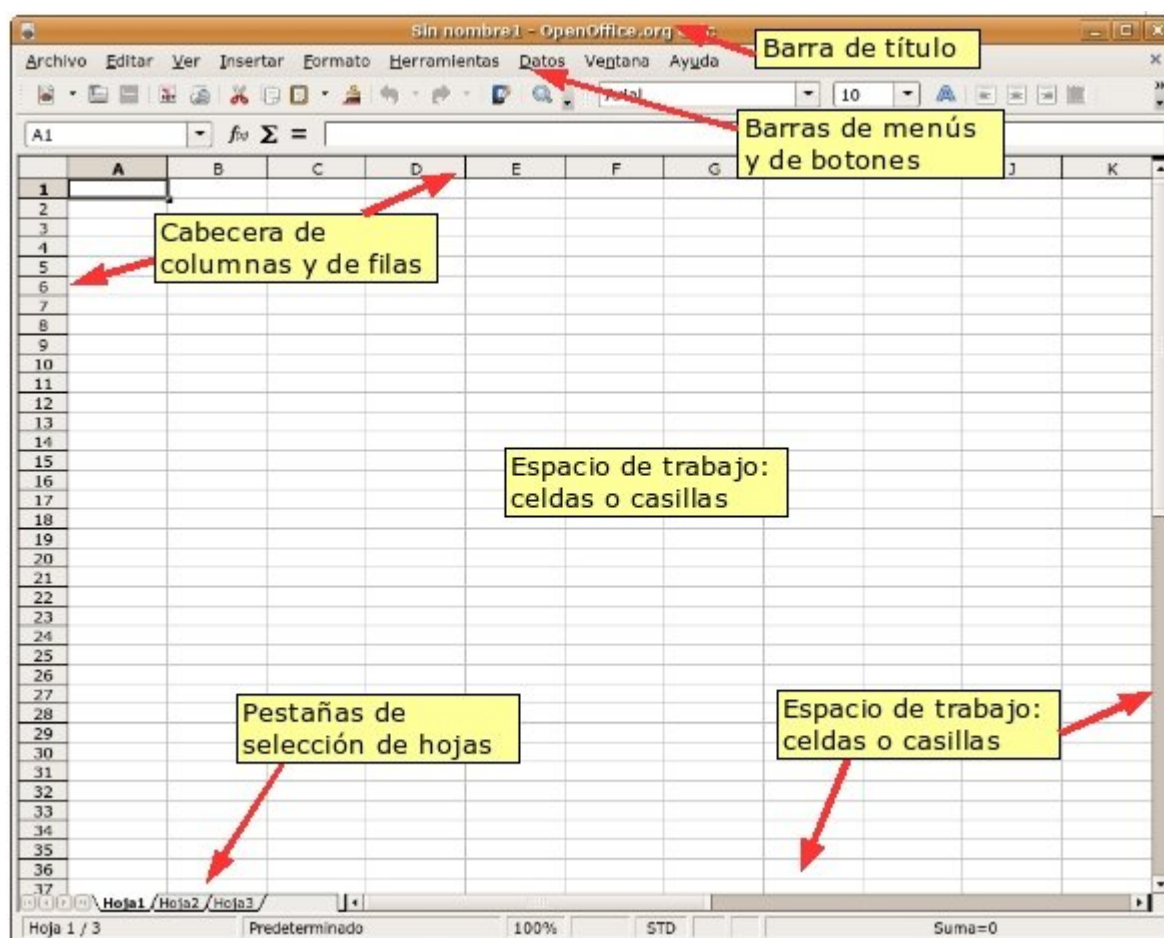 Sin nombre1 - OpenOffice.org
Barra de título
Archivo Editar Ver Insertar Formato Herramientas Datos Ventana Ayuda
10
Barras de menús
y de botones
A1 f(x) Σ =
A B C D E F G J K
1
2
3
4
5
6
7
8
9
10
11
12
13
14
15
16
17
18
19
20
21
22
23
24
25
26
27
28
29
30
31
32
33
34
35
36
37
Cabecera de
columnas y de filas
Espacio de trabajo:
celdas o casillas
Pestañas de
selección de hojas
Espacio de trabajo:
celdas o casillas
Hoja1 Hoja2 Hoja3
Hoja 1 / 3 Predeterminado 100% STD Suma=0